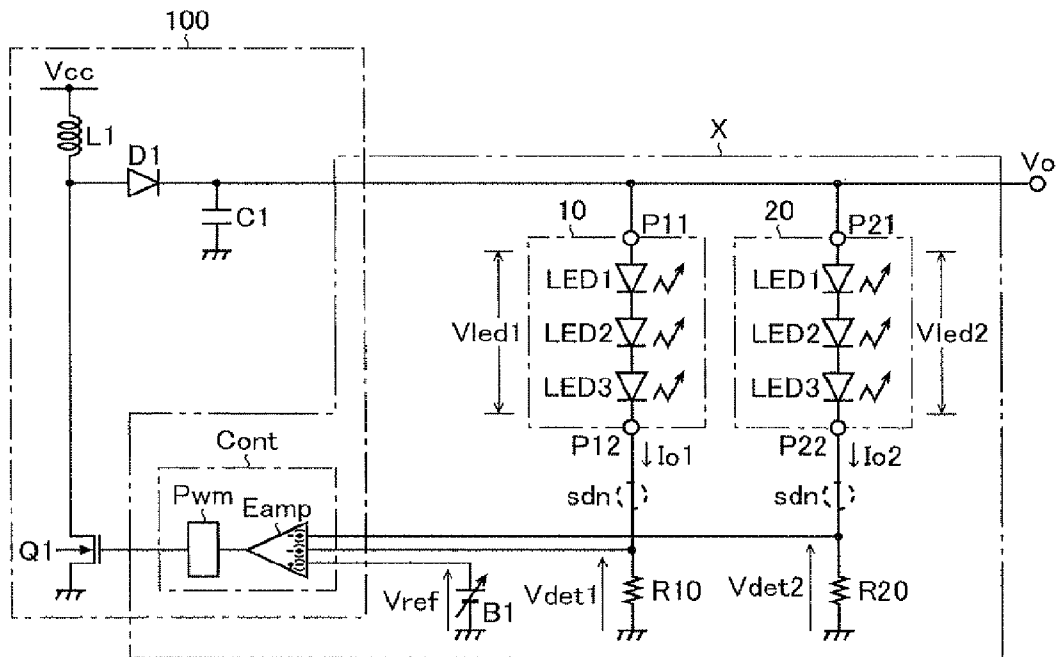 100
Vcc
L1
D1
C1
X
Vo
10
P11
20
P21
LED1
LED1
Vled1
LED2
LED2
Vled2
LED3
LED3
P12
Io1
P22
Io2
Cont
Pwm
Eamp
sdn
sdn
Q1
Vref
B1
Vdet1
R10
Vdet2
R20